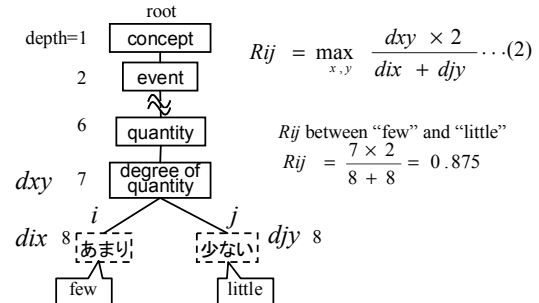 root
depth=1 concept
2 event
6 quantity
dxy 7 degree of
quantity
i j
dix 8 あまり 少ない djy 8
few little
Rij = max x,y dxy × 2 / dix + djy ⋯(2)
Rij between “few” and “little”
Rij = 7 × 2 / 8 + 8 = 0.875